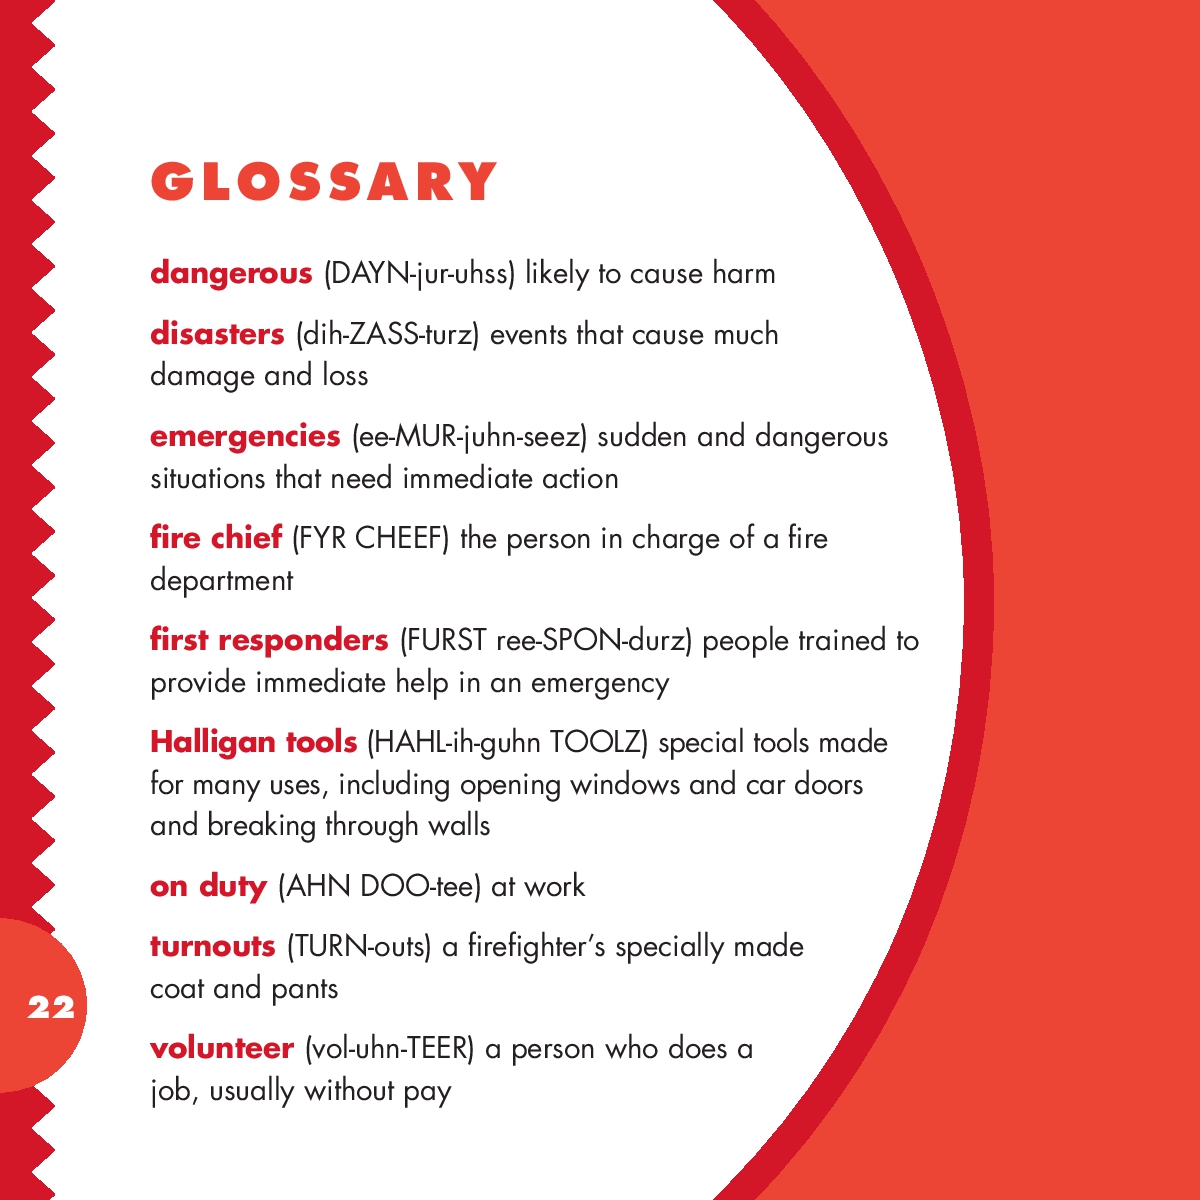 GLOSSARY
dangerous (DAYN-jur-uhss) likely to cause harm
disasters (dih-ZASS-turz) events that cause much
damage and loss
emergencies (ee-MUR-juhn-seez) sudden and dangerous
situations that need immediate action
fire chief (FYR CHEEF) the person in charge of a fire
department
first responders (FURST ree-SPON-durz) people trained to
provide immediate help in an emergency
Halligan tools (HAHL-ih-guhn TOOLZ) special tools made
for many uses, including opening windows and car doors
and breaking through walls
on duty (AHN DOO-tee) at work
turnouts (TURN-outs) a firefighter’s specially made
coat and pants
volunteer (vol-uhn-TEER) a person who does a
job, usually without pay
22